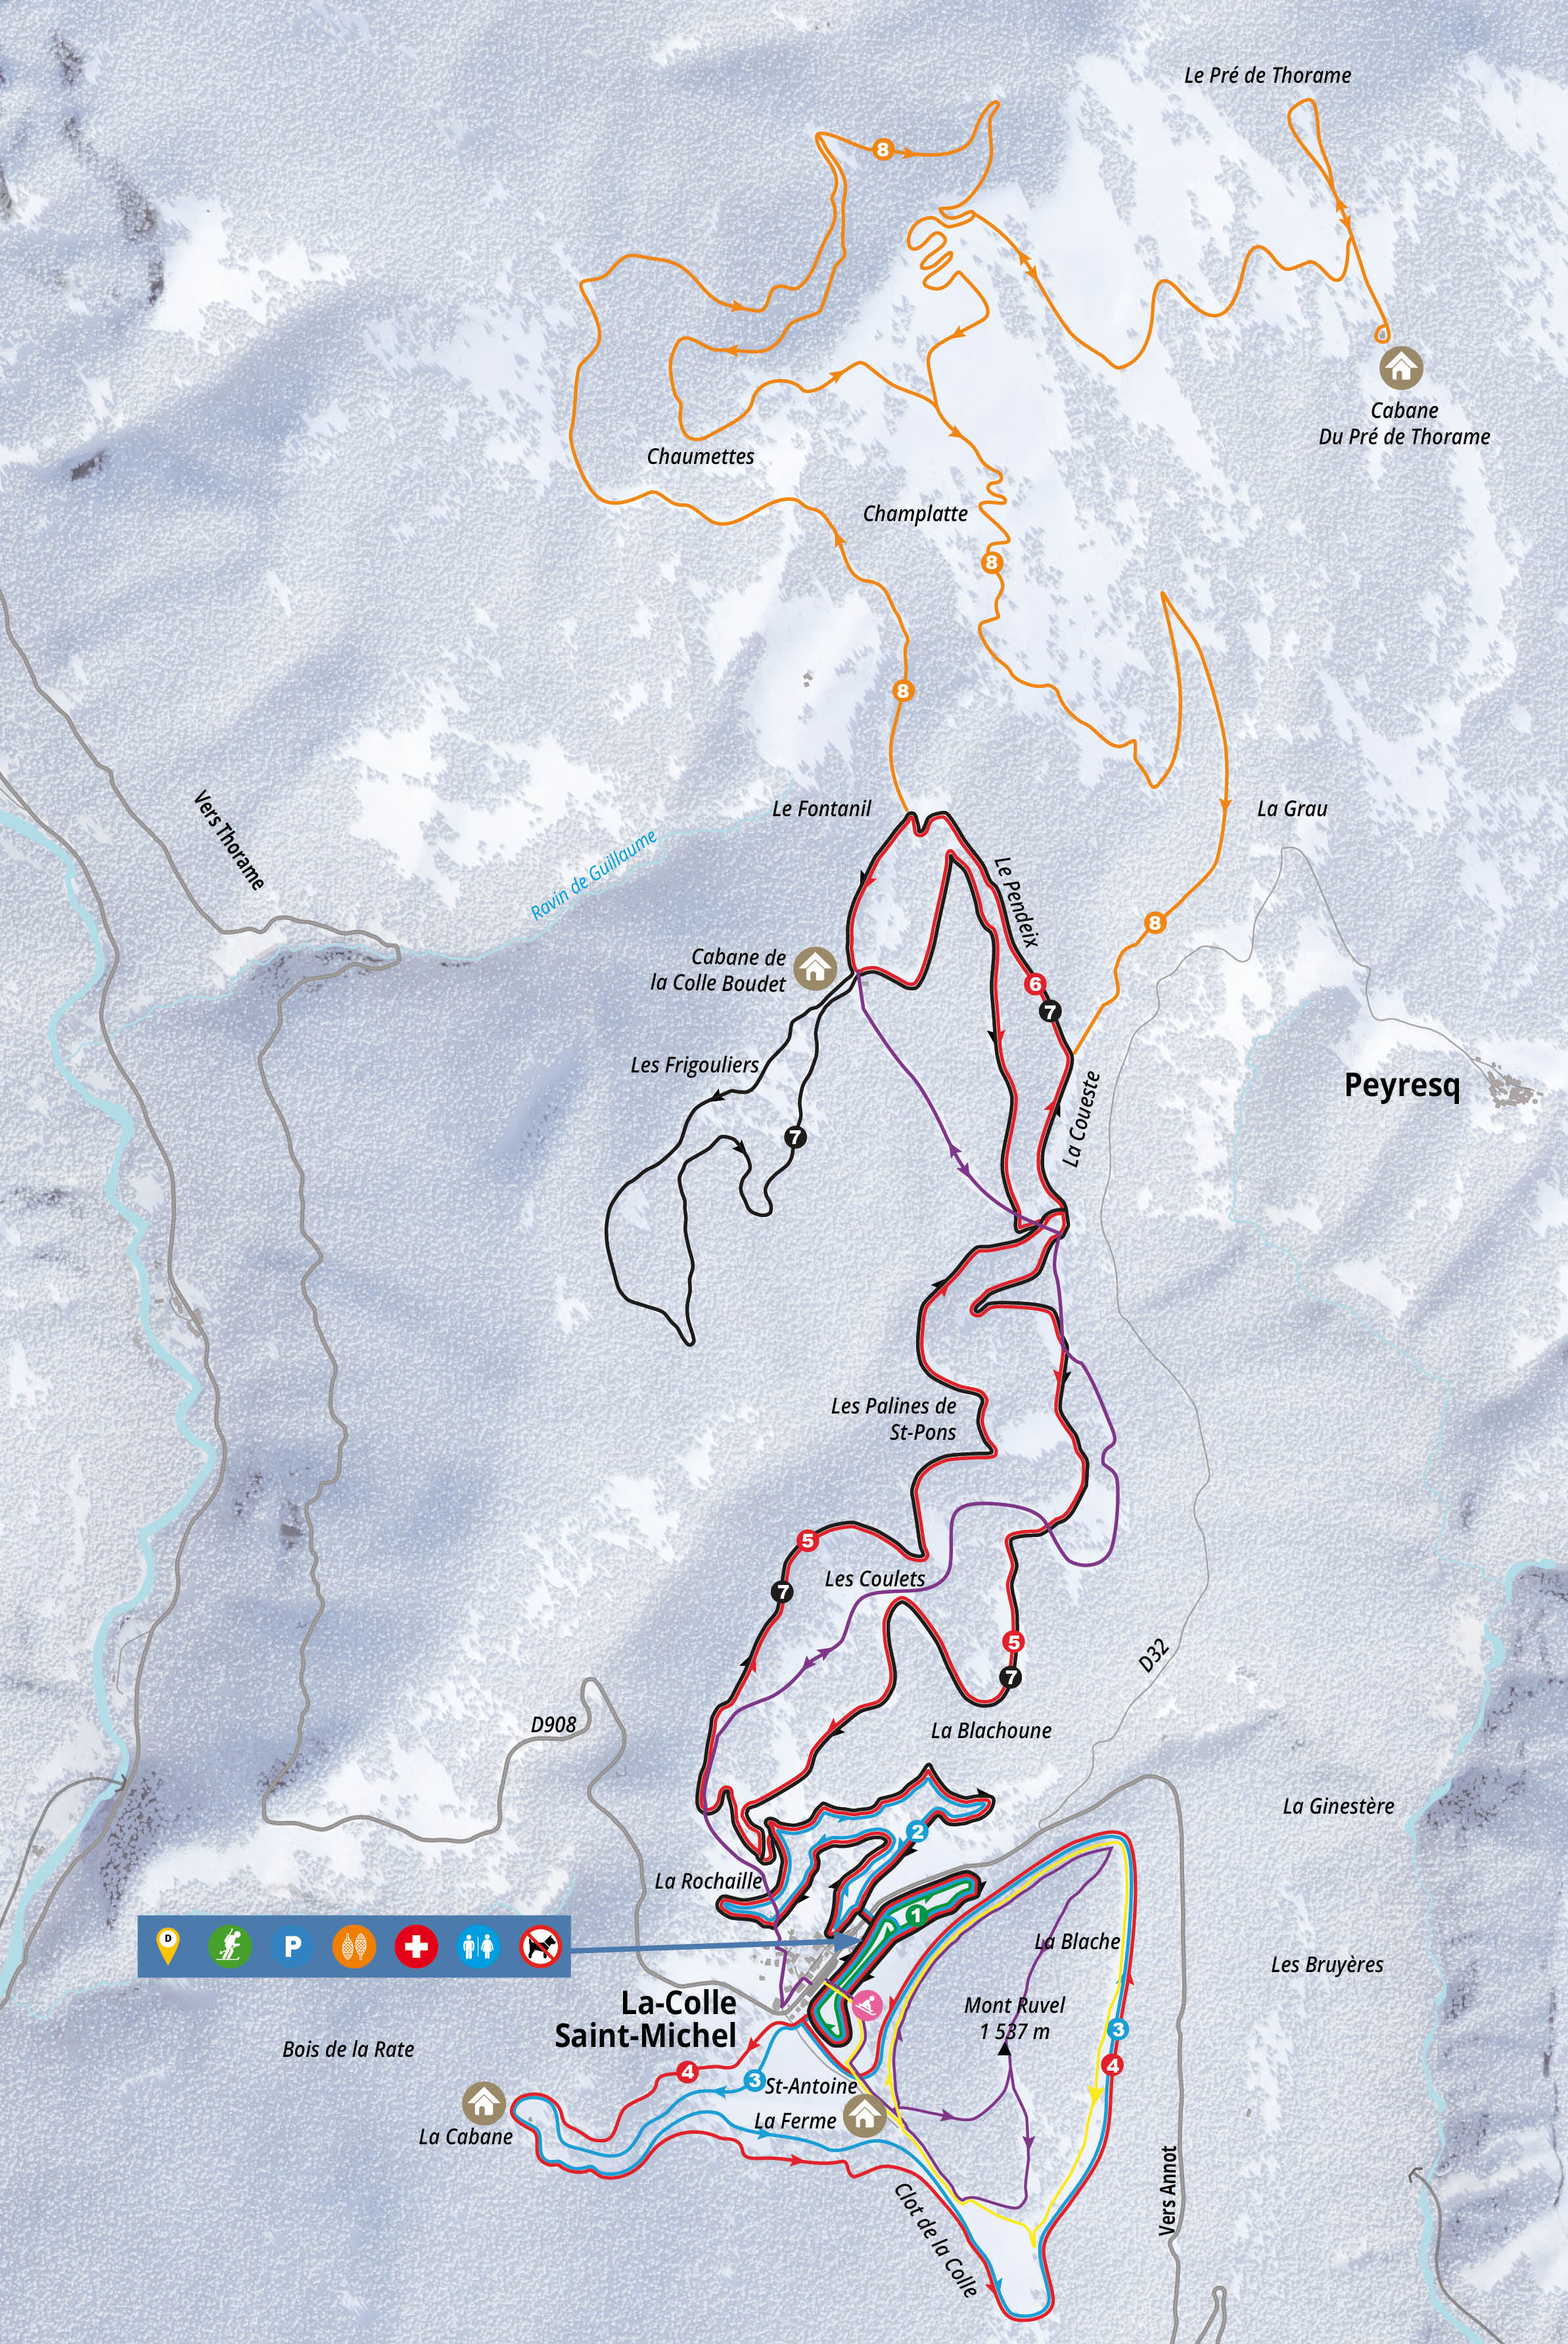 Le Pré de Thorame
8
Cabane
Du Pré de Thorame
Chaumettes
Champlatte
8
8
Vers Thorame
Le Fontanil
La Grau
Ravin de Guillaume
Le Pendeix
8
Cabane de
la Colle Boudet
6
7
Les Frigouliers
Peyresq
La Coueste
7
Les Palines de
St-Pons
5
7
Les Coulets
5
7
D32
D908
La Blachoune
La Ginestère
2
La Rochaille
1
D
P
La Blache
Les Bruyères
La-Colle
Saint-Michel
Mont Ruvel
1 537 m
3
4
Bois de la Rate
4
3
St-Antoine
La Ferme
La Cabane
Clot de la Colle
Vers Annot